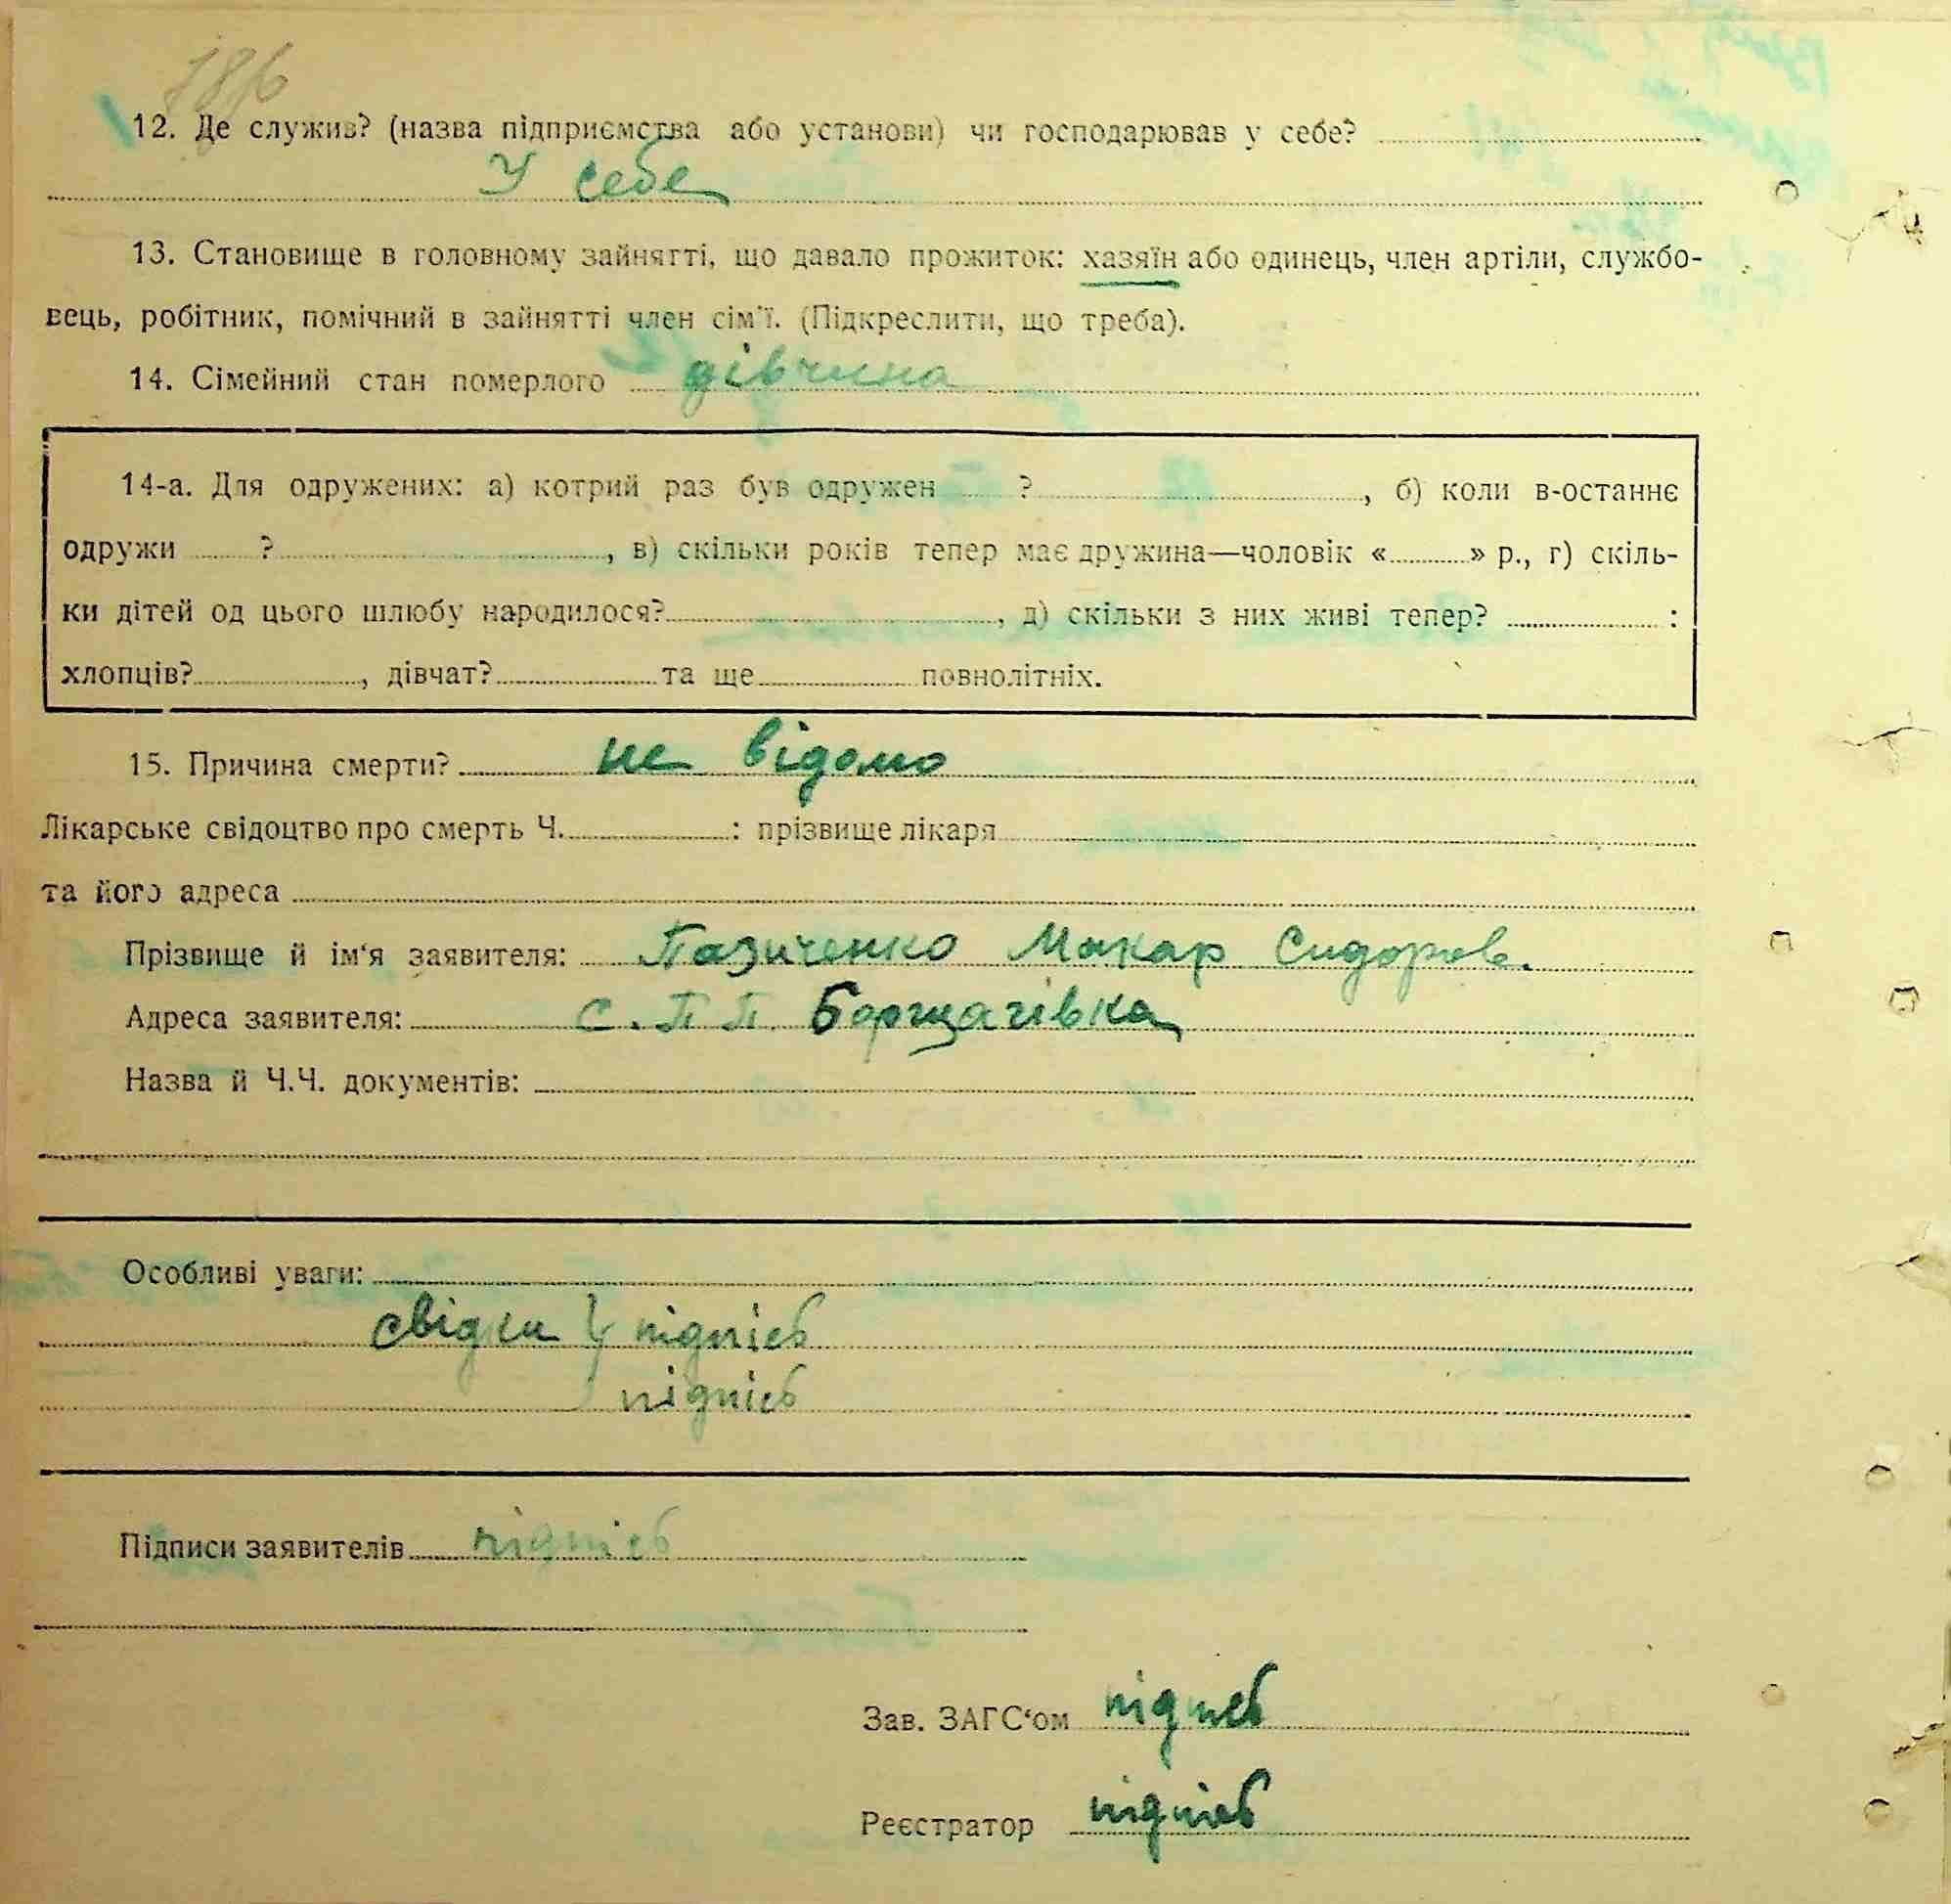 186
12. Де служив? (назва підприємства або установи) чи господарював у себе?
У себе
13. Становище в головному зайнятті, що давало прожиток: хазяїн або одинець, член артіли, службо-
вець, робітник, помічний в зайнятті член сім'ї. (Підкреслити, що треба).
14. Сімейний стан померлого дівчина
14-а. Для одружених: а) котрий раз був одружен ?, б) коли в-останнє
одружи ?, в) скільки років тепер має дружина—чоловік « » р., г) скіль-
ки дітей од цього шлюбу народилося?, д) скільки з них живі тепер? :
хлопців?, дівчат? та ще повнолітніх.
15. Причина смерти? не відомо
Лікарське свідоцтво про смерть Ч. : прізвище лікаря
та його адреса
Прізвище й ім'я заявителя: Пазиченко Макар Сидоров.
Адреса заявителя: с. П П Борщагівка
Назва й Ч.Ч. документів:
Особливі уваги:
свідки } підпісь
підпісь
Підписи заявителів підпісь
Зав. ЗАГС'ом підпісь
Реєстратор підпісь